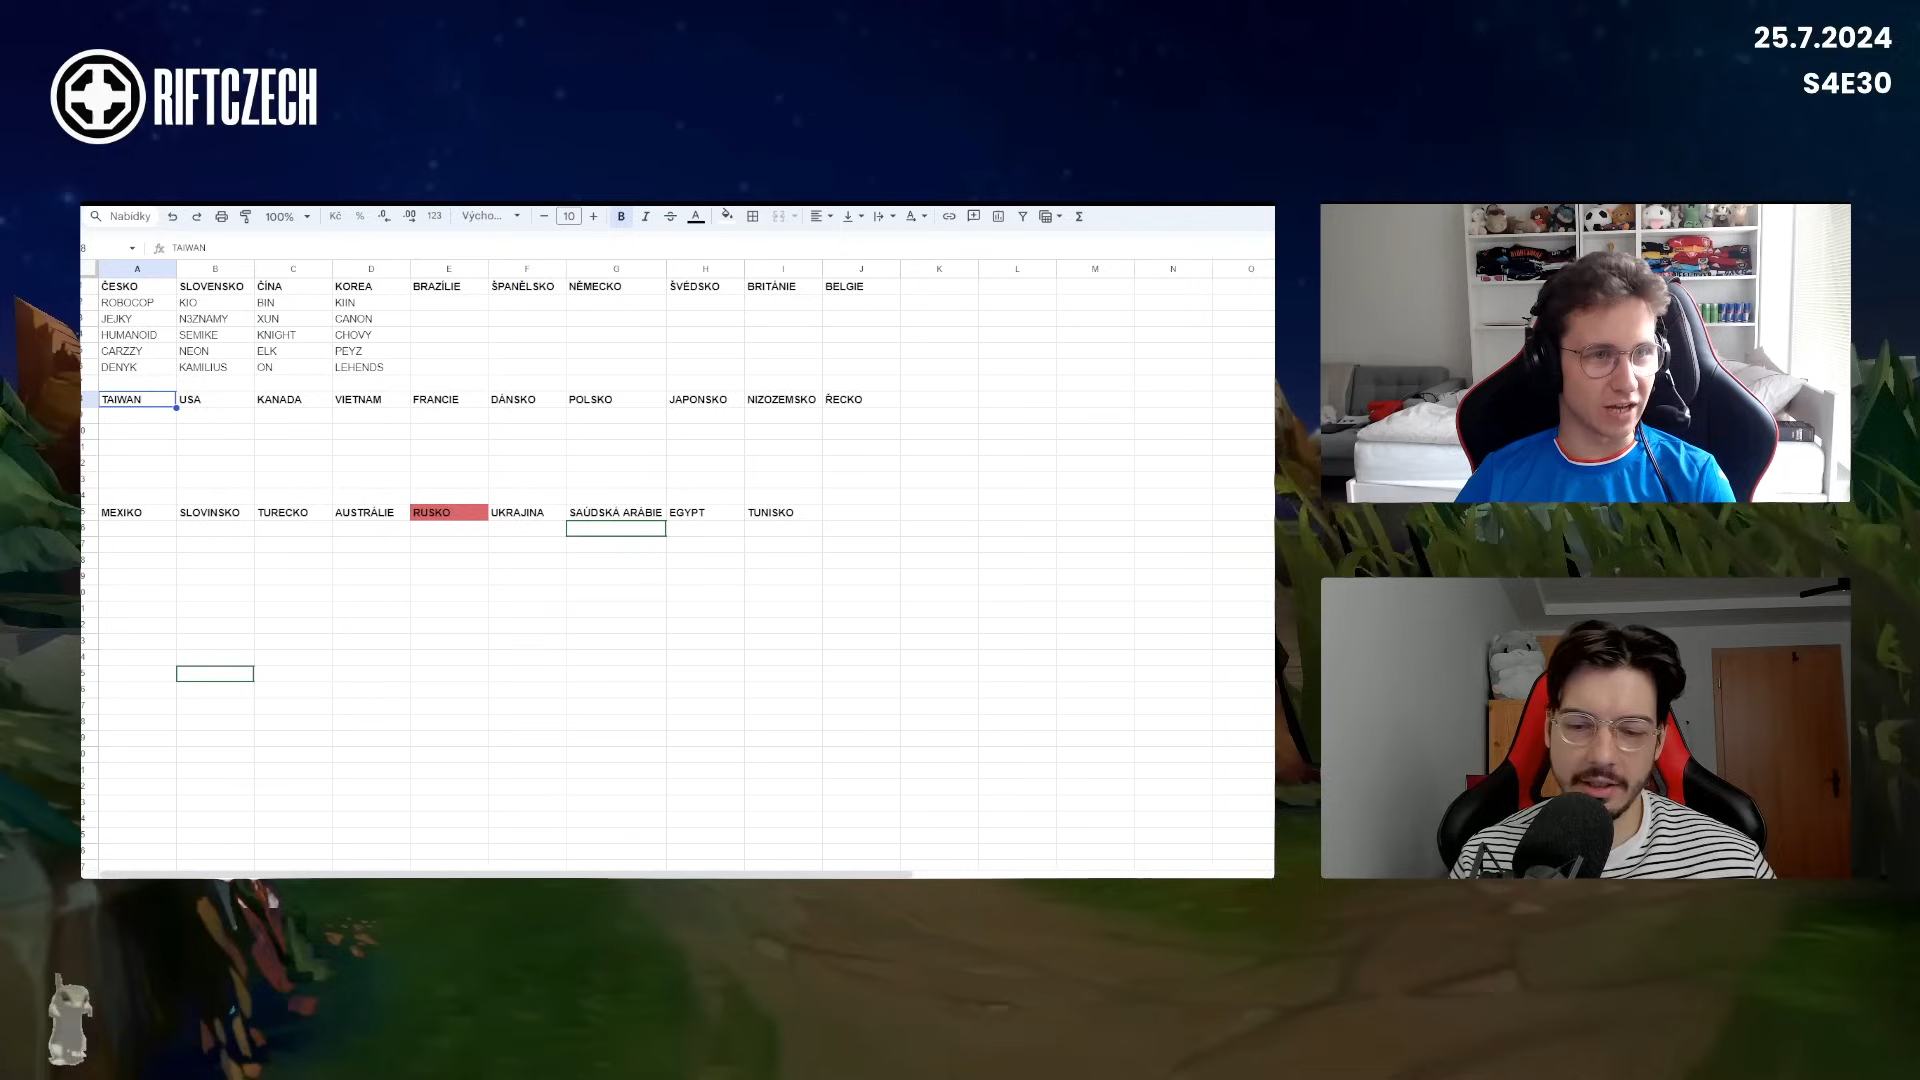 25.7.2024
S4E30
RIFTCZECH
Nabídky 100% Kč % .0 .00 123 Výcho... − 10 + B I A Σ
8 fx TAIWAN
A B C D E F G H I J K L M N O
ČESKO SLOVENSKO ČÍNA KOREA BRAZÍLIE ŠPANĚLSKO NĚMECKO ŠVÉDSKO BRITÁNIE BELGIE
ROBOCOP KIO BIN KIIN
JEJKY N3ZNAMY XUN CANON
HUMANOID SEMIKE KNIGHT CHOVY
CARZZY NEON ELK PEYZ
DENYK KAMILIUS ON LEHENDS
TAIWAN USA KANADA VIETNAM FRANCIE DÁNSKO POLSKO JAPONSKO NIZOZEMSKO ŘECKO
MEXIKO SLOVINSKO TURECKO AUSTRÁLIE RUSKO UKRAJINA SAÚDSKÁ ARÁBIE EGYPT TUNISKO